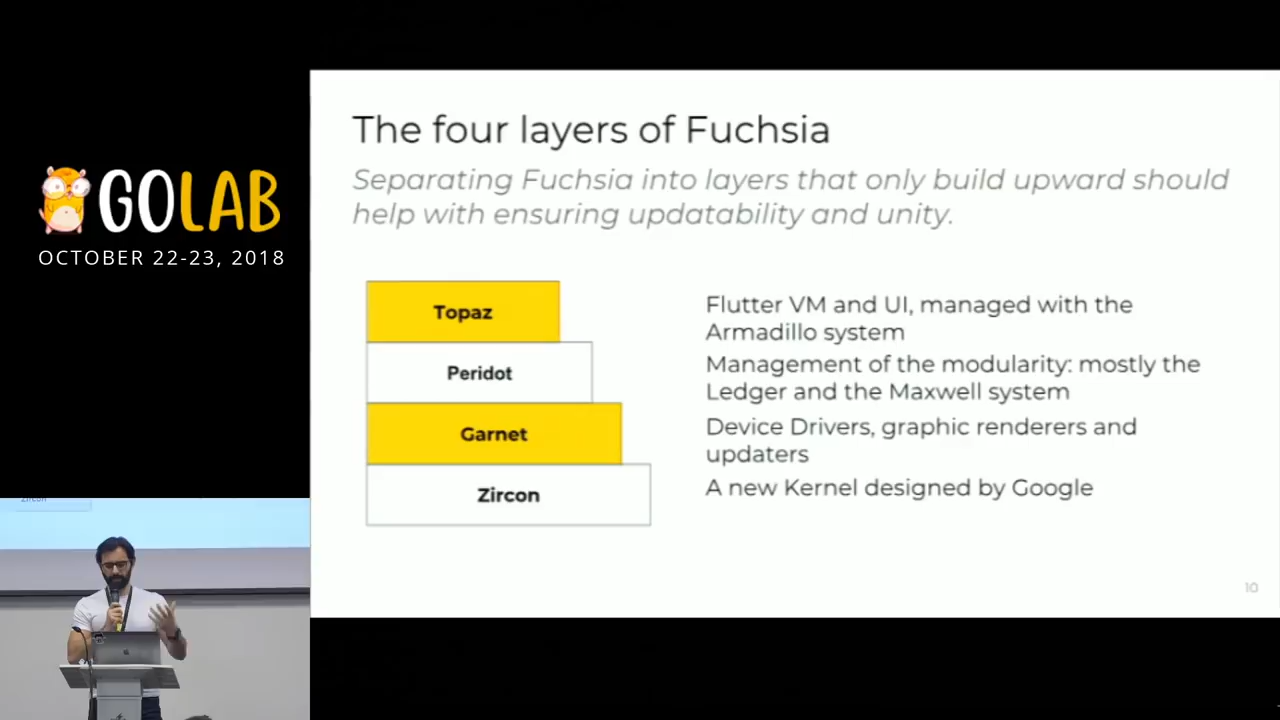 GOLAB
OCTOBER 22-23, 2018
The four layers of Fuchsia
Separating Fuchsia into layers that only build upward should
help with ensuring updatability and unity.
Topaz
Flutter VM and UI, managed with the
Armadillo system
Peridot
Management of the modularity: mostly the
Ledger and the Maxwell system
Garnet
Device Drivers, graphic renderers and
updaters
Zircon
A new Kernel designed by Google
10
Zircon